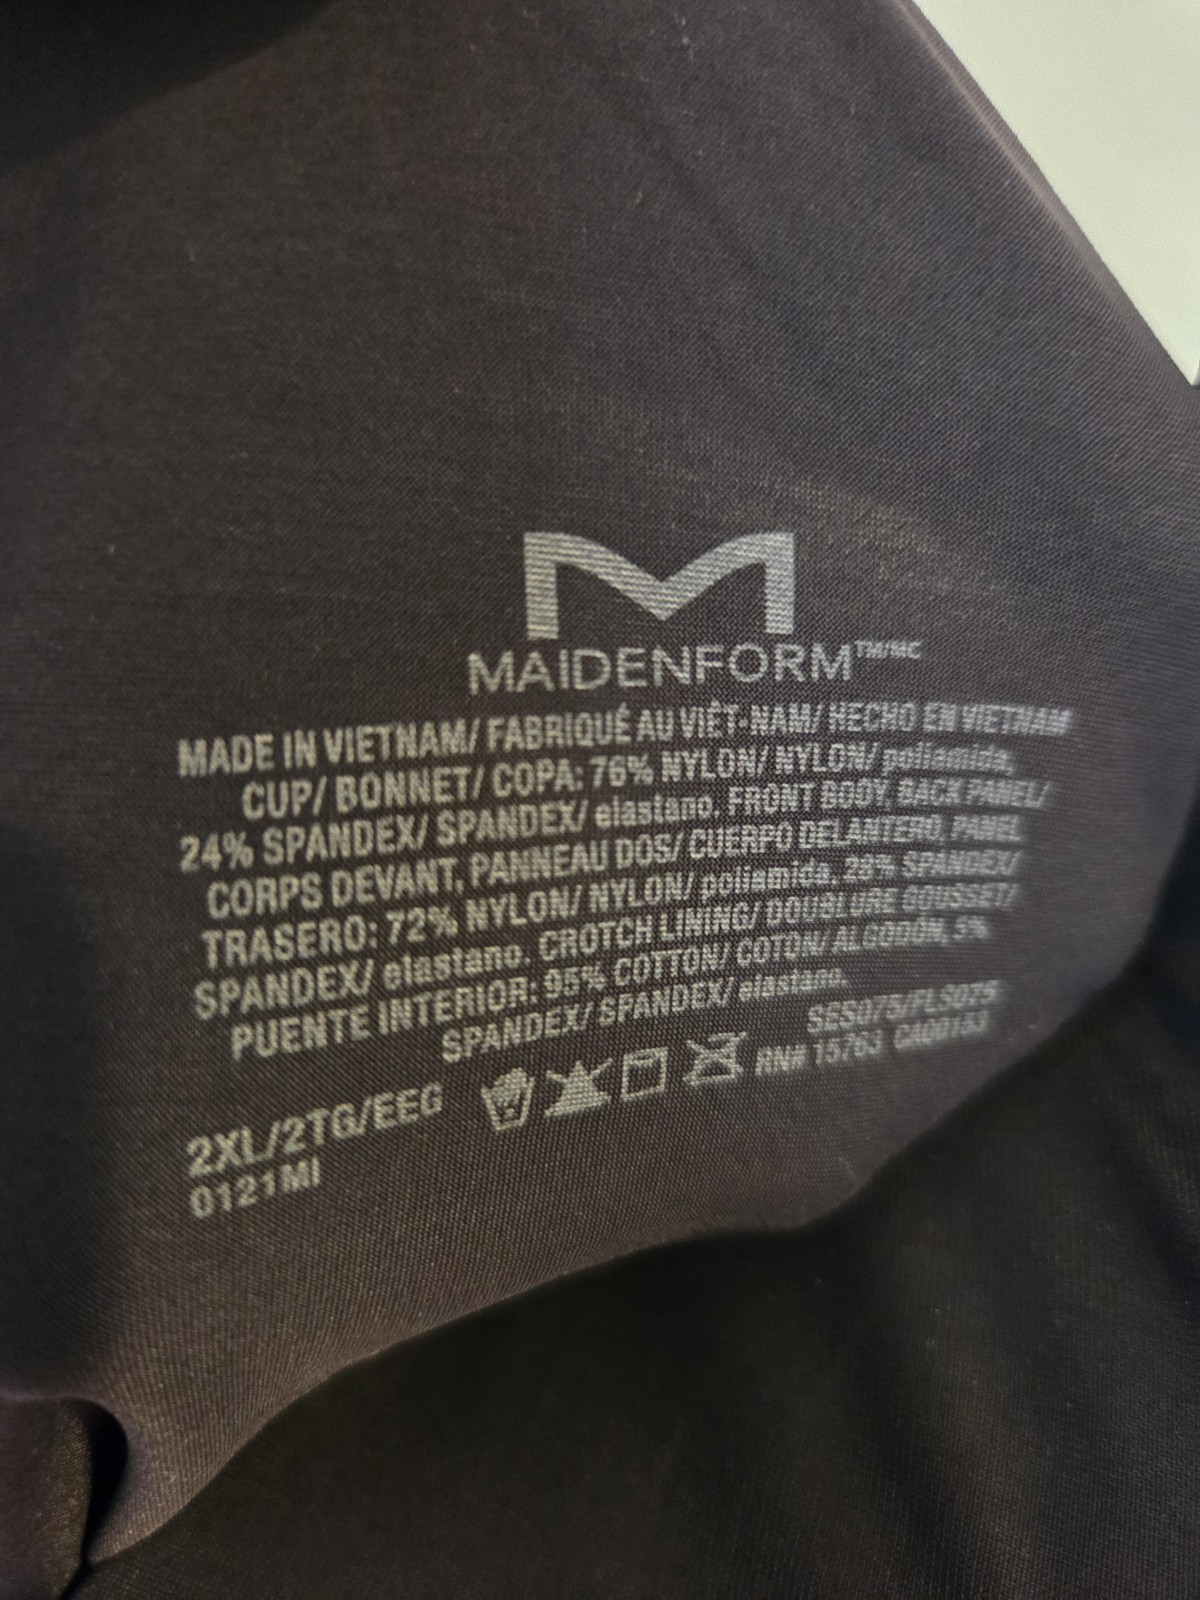 M
MAIDENFORM™/MC
MADE IN VIETNAM/ FABRIQUÉ AU VIÊT-NAM/ HECHO EN VIETNAM
CUP/ BONNET/ COPA: 76% NYLON/ NYLON/ poliamida,
24% SPANDEX/ SPANDEX/ elastano. FRONT BODY, BACK PANEL/
CORPS DEVANT, PANNEAU DOS/ CUERPO DELANTERO, PANEL
TRASERO: 72% NYLON/ NYLON/ poliamida, 28% SPANDEX/
SPANDEX/ elastano. CROTCH LINING/ DOUBLURE GOUSSET/
PUENTE INTERIOR: 95% COTTON/ COTON/ ALGODÓN, 5%
SPANDEX/ SPANDEX/ elastano.
SES075/FLS075
RN# 15763 CA00153
2XL/2TG/EEG
0121MI